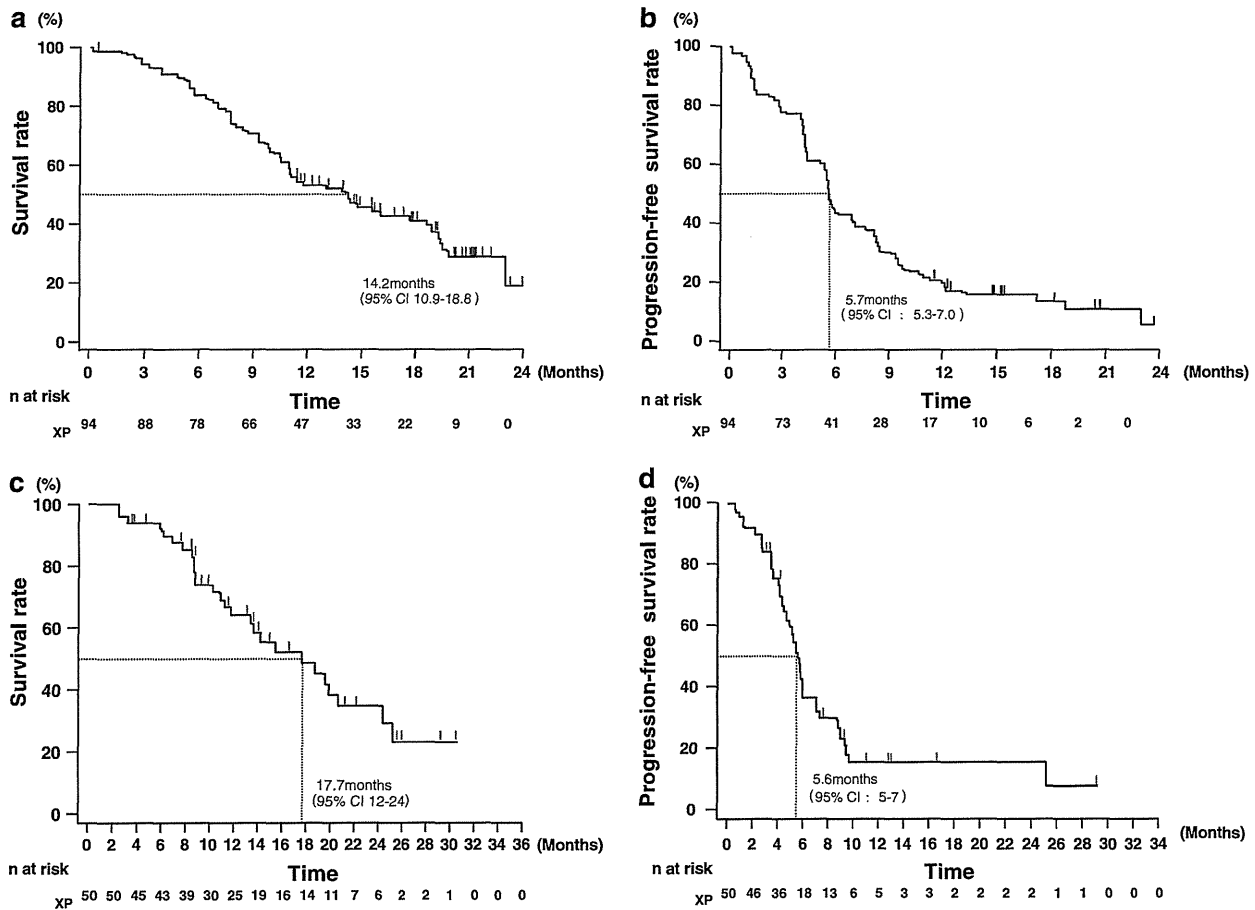 a (%)
100
80
60
40
20
0
Survival rate
14.2months
(95% CI 10.9-18.8 )
0 3 6 9 12 15 18 21 24 (Months)
n at risk
Time
XP 94 88 78 66 47 33 22 9 0
b (%)
100
80
60
40
20
0
Progression-free survival rate
5.7months
( 95% CI : 5.3-7.0 )
0 3 6 9 12 15 18 21 24 (Months)
n at risk
Time
XP 94 73 41 28 17 10 6 2 0
c (%)
100
80
60
40
20
0
Survival rate
17.7months
(95% CI 12-24)
0 2 4 6 8 10 12 14 16 18 20 22 24 26 28 30 32 34 36 (Months)
n at risk
Time
XP 50 50 45 43 39 30 25 19 16 14 11 7 6 2 2 1 0 0 0
d (%)
100
80
60
40
20
0
Progression-free survival rate
5.6months
(95% CI : 5-7)
0 2 4 6 8 10 12 14 16 18 20 22 24 26 28 30 32 34 (Months)
n at risk
Time
XP 50 46 36 18 13 6 5 3 3 2 2 2 2 1 1 0 0 0